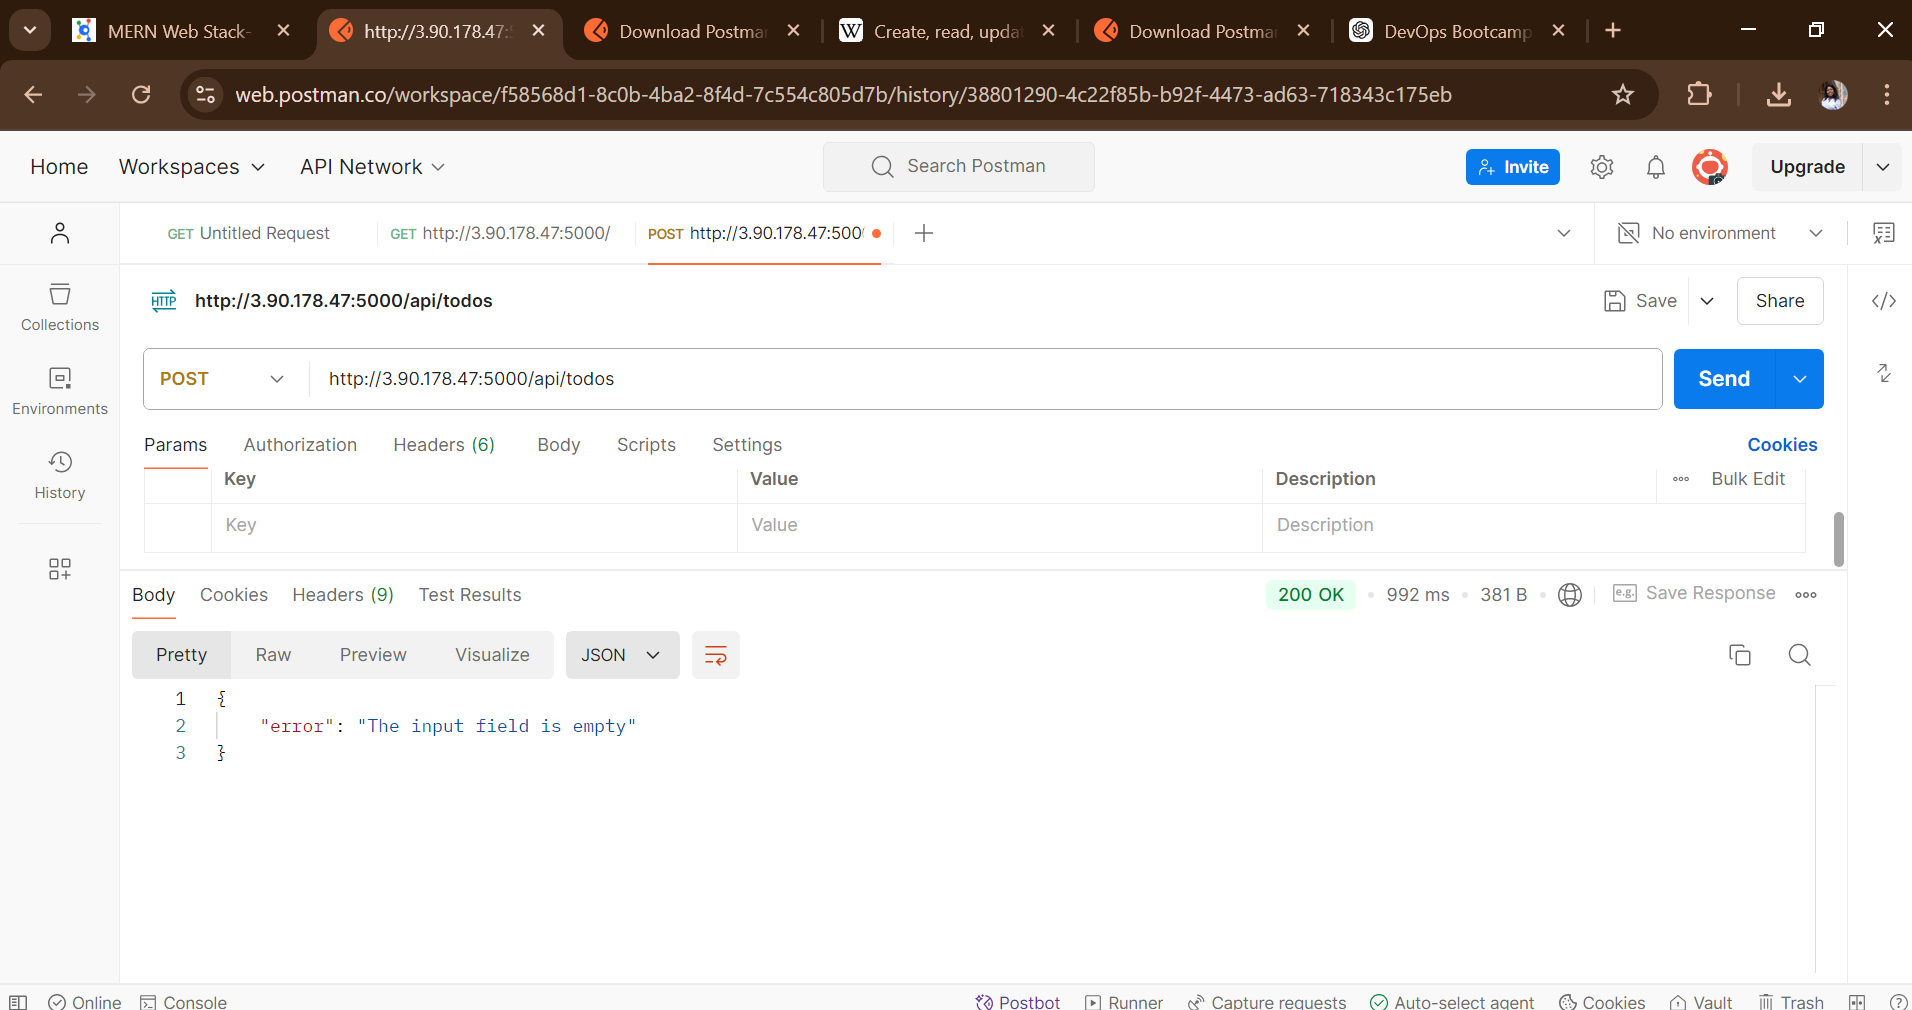 MERN Web Stack-
http://3.90.178.47:5
Download Postma
Create, read, upda
Download Postma
DevOps Bootcamp
web.postman.co/workspace/f58568d1-8c0b-4ba2-8f4d-7c554c805d7b/history/38801290-4c22f85b-b92f-4473-ad63-718343c175eb
Home Workspaces API Network Search Postman Invite Upgrade
GET Untitled Request GET http://3.90.178.47:5000/ POST http://3.90.178.47:500 No environment
HTTP http://3.90.178.47:5000/api/todos Save Share
Collections
POST http://3.90.178.47:5000/api/todos Send
Environments
Params Authorization Headers (6) Body Scripts Settings Cookies
Key Value Description Bulk Edit
History
Key Value Description
Body Cookies Headers (9) Test Results 200 OK 992 ms 381 B e.g. Save Response
Pretty Raw Preview Visualize JSON
1 {
2 "error": "The input field is empty"
3 }
Online Console Postbot Runner Capture requests Auto-select agent Cookies Vault Trash